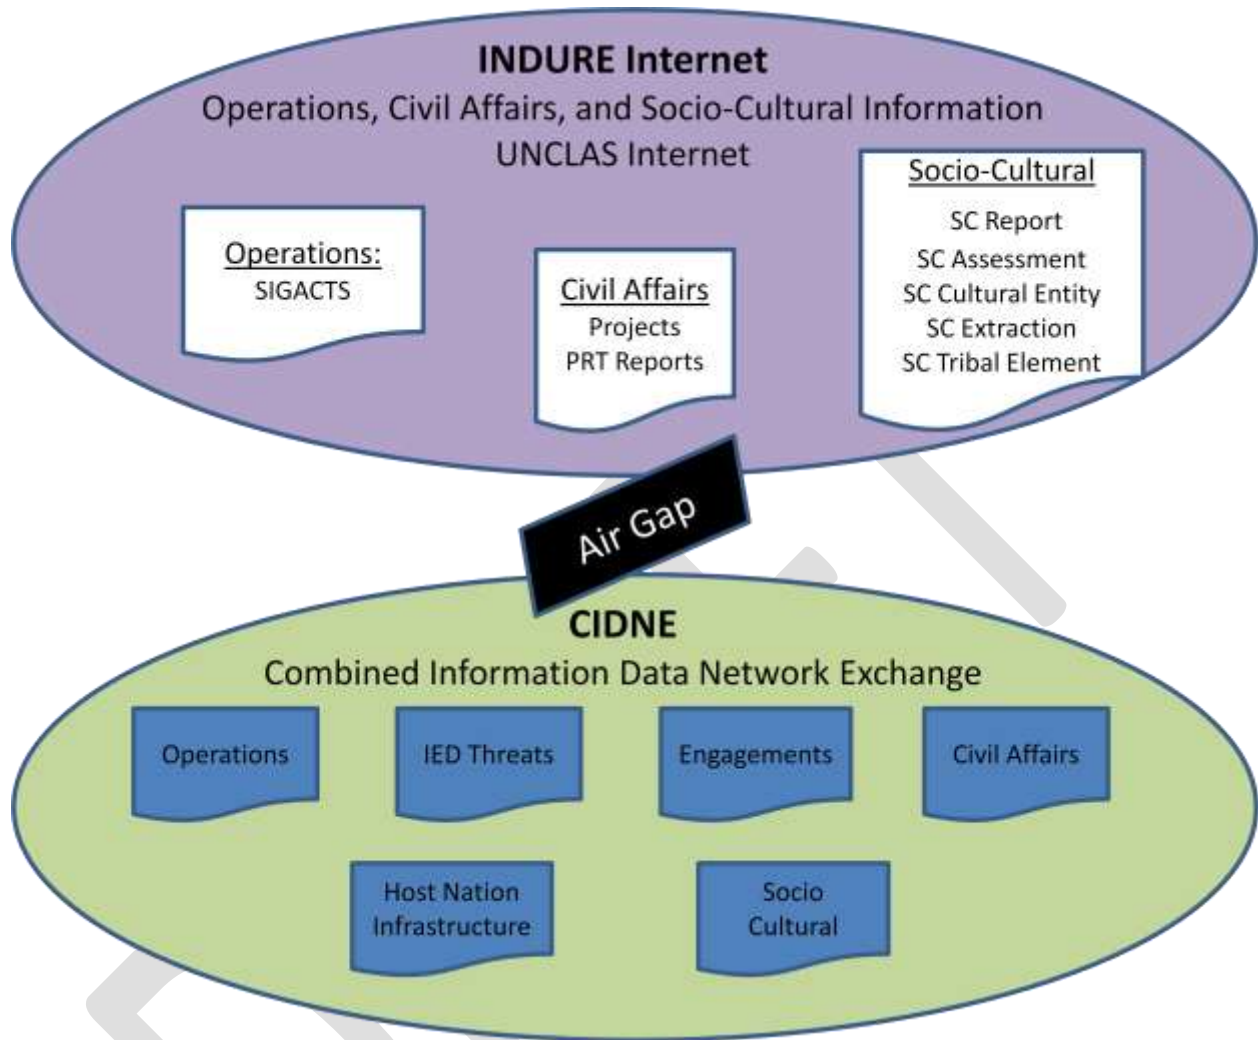 INDURE Internet
Operations, Civil Affairs, and Socio-Cultural Information
UNCLAS Internet
Operations:
SIGACTS
Civil Affairs
Projects
PRT Reports
Socio-Cultural
SC Report
SC Assessment
SC Cultural Entity
SC Extraction
SC Tribal Element
Air Gap
CIDNE
Combined Information Data Network Exchange
Operations
IED Threats
Engagements
Civil Affairs
Host Nation
Infrastructure
Socio
Cultural